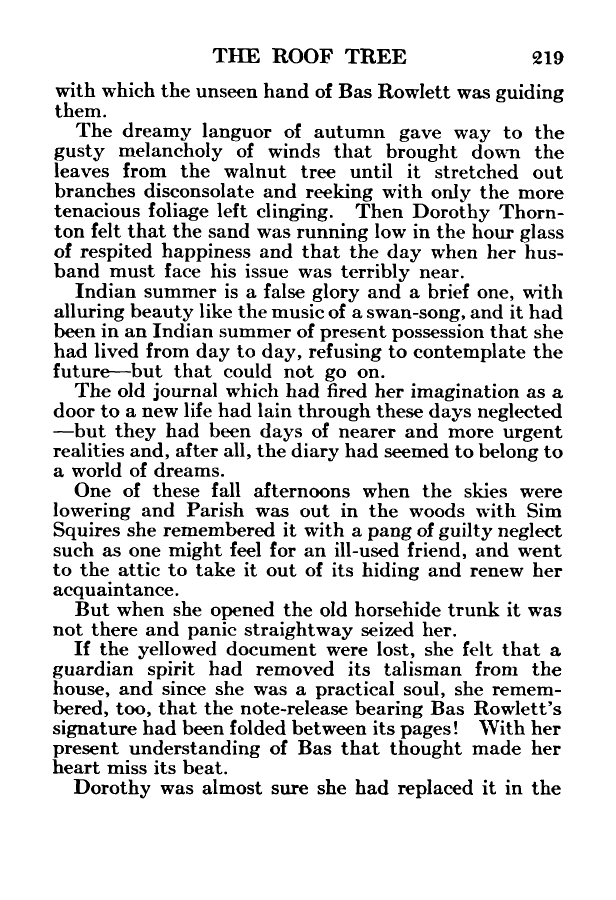 THE ROOF TREE 219
with which the unseen hand of Bas Rowlett was guiding
them.
The dreamy languor of autumn gave way to the
gusty melancholy of winds that brought down the
leaves from the walnut tree until it stretched out
branches disconsolate and reeking with only the more
tenacious foliage left clinging. Then Dorothy Thorn-
ton felt that the sand was running low in the hour glass
of respited happiness and that the day when her hus-
band must face his issue was terribly near.
Indian summer is a false glory and a brief one, with
alluring beauty like the music of a swan-song, and it had
been in an Indian summer of present possession that she
had lived from day to day, refusing to contemplate the
future—but that could not go on.
The old journal which had fired her imagination as a
door to a new life had lain through these days neglected
—but they had been days of nearer and more urgent
realities and, after all, the diary had seemed to belong to
a world of dreams.
One of these fall afternoons when the skies were
lowering and Parish was out in the woods with Sim
Squires she remembered it with a pang of guilty neglect
such as one might feel for an ill-used friend, and went
to the attic to take it out of its hiding and renew her
acquaintance.
But when she opened the old horsehide trunk it was
not there and panic straightway seized her.
If the yellowed document were lost, she felt that a
guardian spirit had removed its talisman from the
house, and since she was a practical soul, she remem-
bered, too, that the note-release bearing Bas Rowlett's
signature had been folded between its pages! With her
present understanding of Bas that thought made her
heart miss its beat.
Dorothy was almost sure she had replaced it in the